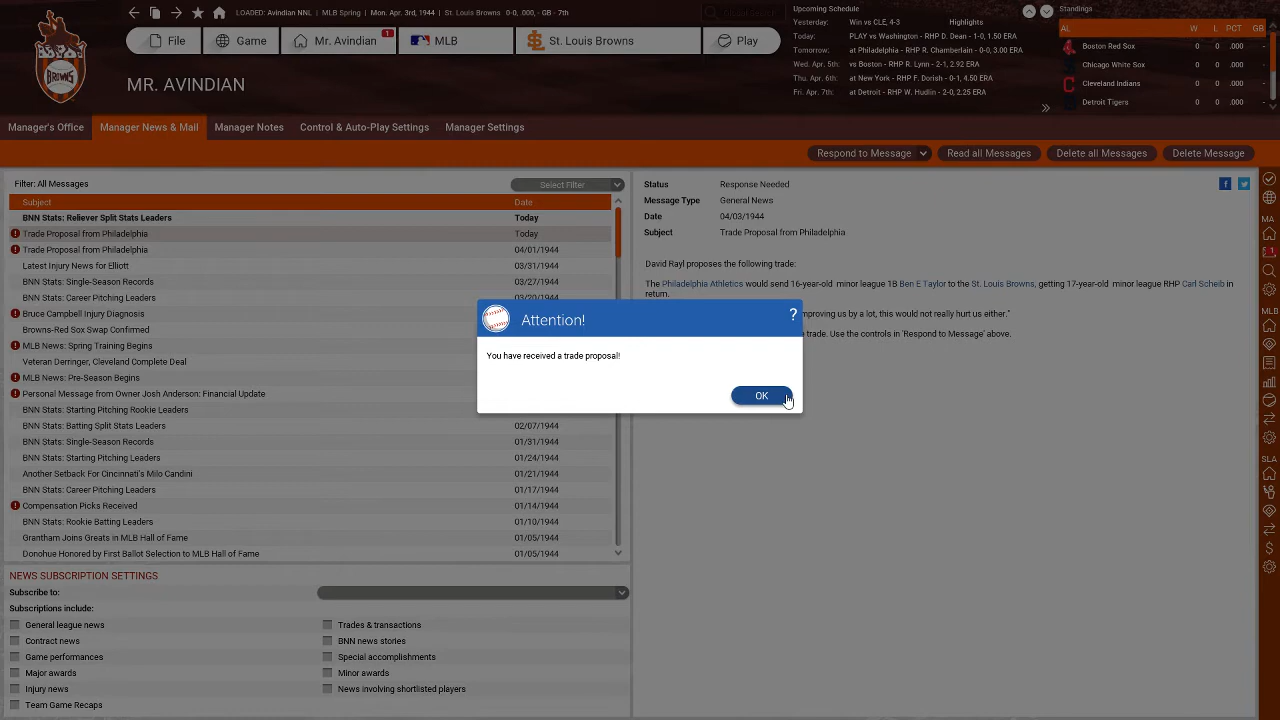 LOADED: Avindian NNL | MLB Spring | Mon. Apr. 3rd, 1944 | St. Louis Browns 0-0, .000, - GB - 7th
File
Game
Mr. Avindian
1
MLB
St. Louis Browns
Play
BROWNS
MR. AVINDIAN
Upcoming Schedule
Yesterday: Win vs CLE, 4-3 Highlights
Today: PLAY vs Washington - RHP D. Dean - 1-0, 1.50 ERA
Tomorrow: at Philadelphia - RHP R. Chamberlain - 0-0, 3.00 ERA
Wed. Apr. 5th: vs Boston - RHP R. Lynn - 2-1, 2.92 ERA
Thu. Apr. 6th: at New York - RHP F. Dorish - 0-1, 4.50 ERA
Fri. Apr. 7th: at Detroit - RHP W. Hudlin - 2-0, 2.25 ERA
Standings
AL W L PCT GB
Boston Red Sox 0 0 .000 -
Chicago White Sox 0 0 .000 -
Cleveland Indians 0 0 .000 -
Detroit Tigers 0 0 .000 -
Manager's Office
Manager News & Mail
Manager Notes
Control & Auto-Play Settings
Manager Settings
Respond to Message
Read all Messages
Delete all Messages
Delete Message
Filter: All Messages
Select Filter
Subject Date
BNN Stats: Reliever Split Stats Leaders Today
Trade Proposal from Philadelphia Today
Trade Proposal from Philadelphia 04/01/1944
Latest Injury News for Elliott 03/31/1944
BNN Stats: Single-Season Records 03/27/1944
BNN Stats: Career Pitching Leaders 03/20/1944
Bruce Campbell Injury Diagnosis
Browns-Red Sox Swap Confirmed
MLB News: Spring Training Begins
Veteran Derringer, Cleveland Complete Deal
MLB News: Pre-Season Begins
Personal Message from Owner Josh Anderson: Financial Update
BNN Stats: Starting Pitching Rookie Leaders
BNN Stats: Batting Split Stats Leaders 02/07/1944
BNN Stats: Single-Season Records 01/31/1944
BNN Stats: Starting Pitching Leaders 01/24/1944
Another Setback For Cincinnati's Milo Candini 01/21/1944
BNN Stats: Career Pitching Leaders 01/17/1944
Compensation Picks Received 01/14/1944
BNN Stats: Rookie Batting Leaders 01/10/1944
Grantham Joins Greats in MLB Hall of Fame 01/05/1944
Donohue Honored by First Ballot Selection to MLB Hall of Fame 01/05/1944
NEWS SUBSCRIPTION SETTINGS
Subscribe to:
Subscriptions include:
General league news
Trades & transactions
Contract news
BNN news stories
Game performances
Special accomplishments
Major awards
Minor awards
Injury news
News involving shortlisted players
Team Game Recaps
Status Response Needed
Message Type General News
Date 04/03/1944
Subject Trade Proposal from Philadelphia
David Rayl proposes the following trade:
The Philadelphia Athletics would send 16-year-old minor league 1B Ben E Taylor to the St. Louis Browns, getting 17-year-old minor league RHP Carl Scheib in
return.
mproving us by a lot, this would not really hurt us either."
trade. Use the controls in 'Respond to Message' above.
Attention!
?
You have received a trade proposal!
OK
f
1
MA
MLB
SLA
$